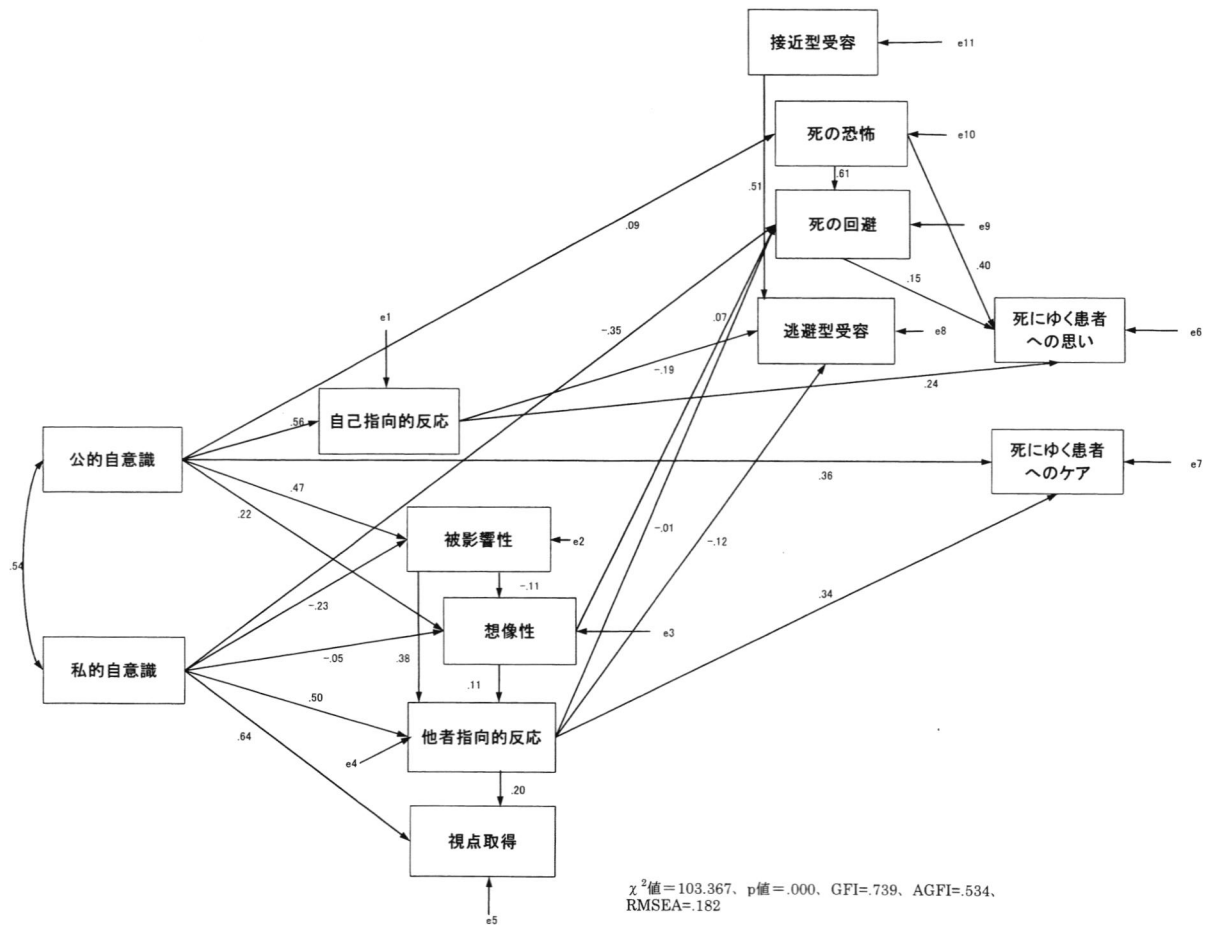 接近型受容
e11
死の恐怖
e10
.51
.61
死の回避
e9
.09
.40
.15
e1
-.35
.07
逃避型受容
e8
死にゆく患者
への思い
e6
-.19
.24
自己指向的反応
.56
公的自意識
死にゆく患者
へのケア
e7
.36
.47
.22
被影響性
e2
-.01
-.12
.54
-.11
-.23
.34
想像性
e3
私的自意識
-.05
.38
.11
.50
他者指向的反応
.64
e4
.20
視点取得
e5
χ²値＝103.367、p値＝.000、GFI=.739、AGFI=.534、
RMSEA=.182